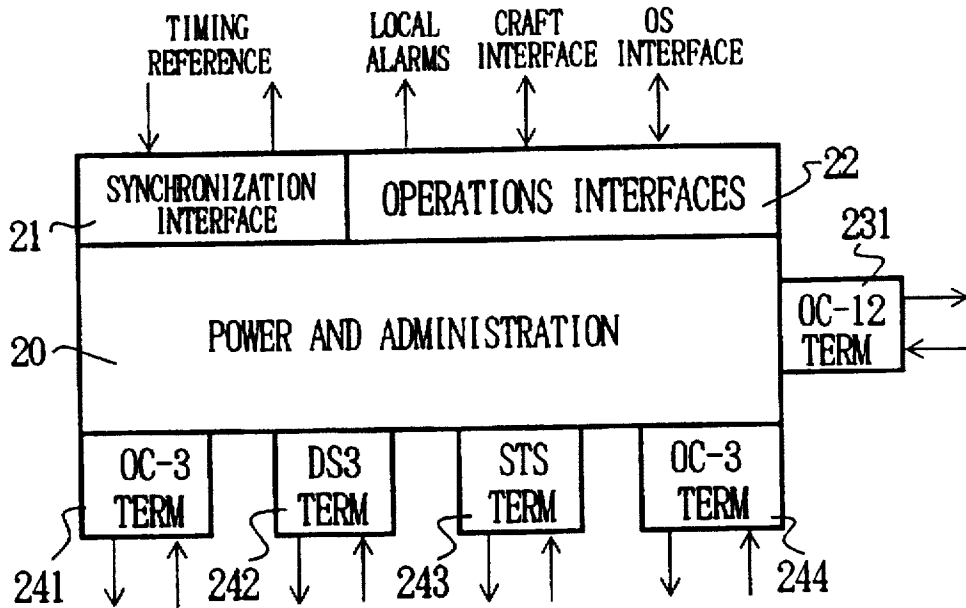 TIMING
REFERENCE
LOCAL
ALARMS
CRAFT
INTERFACE
OS
INTERFACE
SYNCHRONIZATION
INTERFACE
OPERATIONS INTERFACES
22
21
231
OC-12
TERM
POWER AND ADMINISTRATION
20
OC-3
TERM
DS3
TERM
STS
TERM
OC-3
TERM
241
242
243
244